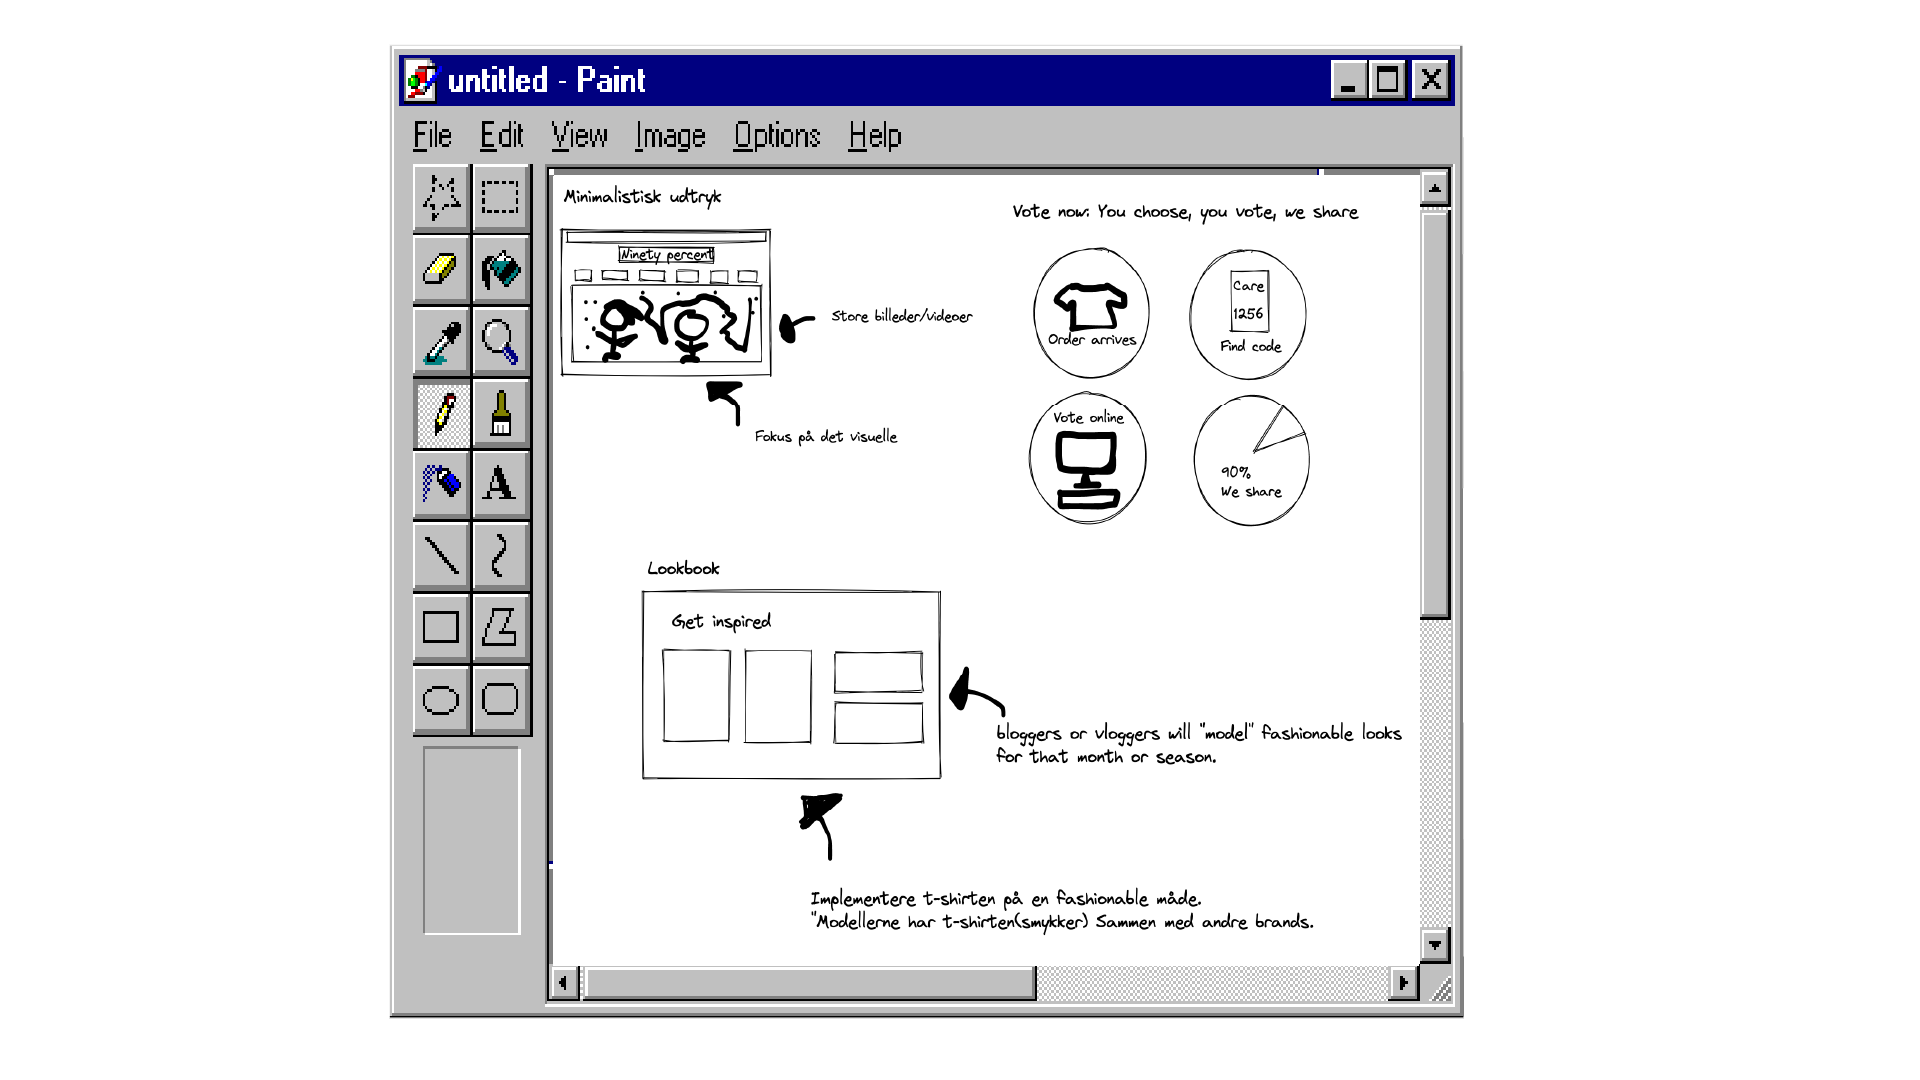 untitled - Paint
File Edit View Image Options Help
Minimalistisk udtryk
Ninety percent
Store billeder/videoer
Fokus på det visuelle
Vote now: You choose, you vote, we share
Order arrives
Care
1256
Find code
Vote online
90%
We share
Lookbook
Get inspired
bloggers or vloggers will "model" fashionable looks
for that month or season.
Implementere t-shirten på en fashionable måde.
"Modellerne har t-shirten(smykker) Sammen med andre brands.
A